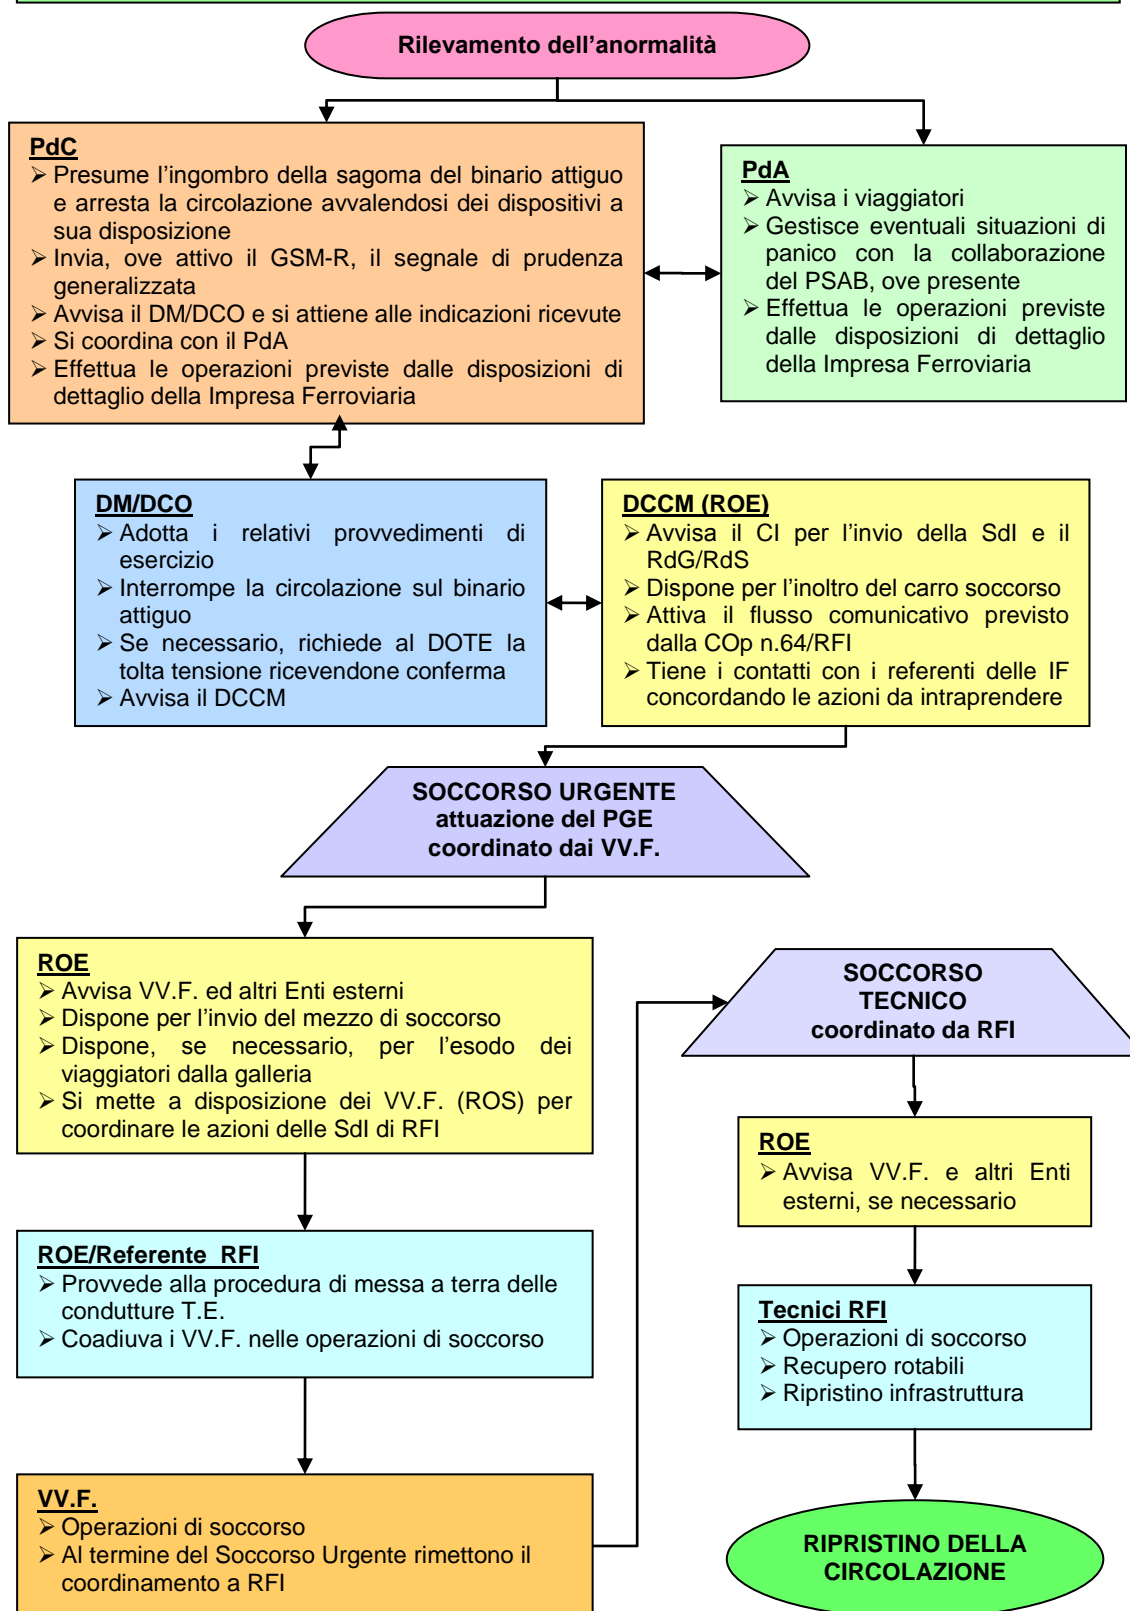 Rilevamento dell'anormalità
PdC
➢ Presume l'ingombro della sagoma del binario attiguo
e arresta la circolazione avvalendosi dei dispositivi a
sua disposizione
➢ Invia, ove attivo il GSM-R, il segnale di prudenza
generalizzata
➢ Avvisa il DM/DCO e si attiene alle indicazioni ricevute
➢ Si coordina con il PdA
➢ Effettua le operazioni previste dalle disposizioni di
dettaglio della Impresa Ferroviaria
PdA
➢ Avvisa i viaggiatori
➢ Gestisce eventuali situazioni di
panico con la collaborazione
del PSAB, ove presente
➢ Effettua le operazioni previste
dalle disposizioni di dettaglio
della Impresa Ferroviaria
DM/DCO
➢ Adotta i relativi provvedimenti di
esercizio
➢ Interrompe la circolazione sul binario
attiguo
➢ Se necessario, richiede al DOTE la
tolta tensione ricevendone conferma
➢ Avvisa il DCCM
DCCM (ROE)
➢ Avvisa il CI per l'invio della SdI e il
RdG/RdS
➢ Dispone per l'inoltro del carro soccorso
➢ Attiva il flusso comunicativo previsto
dalla COp n.64/RFI
➢ Tiene i contatti con i referenti delle IF
concordando le azioni da intraprendere
SOCCORSO URGENTE
attuazione del PGE
coordinato dai VV.F.
ROE
➢ Avvisa VV.F. ed altri Enti esterni
➢ Dispone per l'invio del mezzo di soccorso
➢ Dispone, se necessario, per l'esodo dei
viaggiatori dalla galleria
➢ Si mette a disposizione dei VV.F. (ROS) per
coordinare le azioni delle SdI di RFI
ROE/Referente RFI
➢ Provvede alla procedura di messa a terra delle
condutture T.E.
➢ Coadiuva i VV.F. nelle operazioni di soccorso
VV.F.
➢ Operazioni di soccorso
➢ Al termine del Soccorso Urgente rimettono il
coordinamento a RFI
SOCCORSO
TECNICO
coordinato da RFI
ROE
➢ Avvisa VV.F. e altri Enti
esterni, se necessario
Tecnici RFI
➢ Operazioni di soccorso
➢ Recupero rotabili
➢ Ripristino infrastruttura
RIPRISTINO DELLA
CIRCOLAZIONE